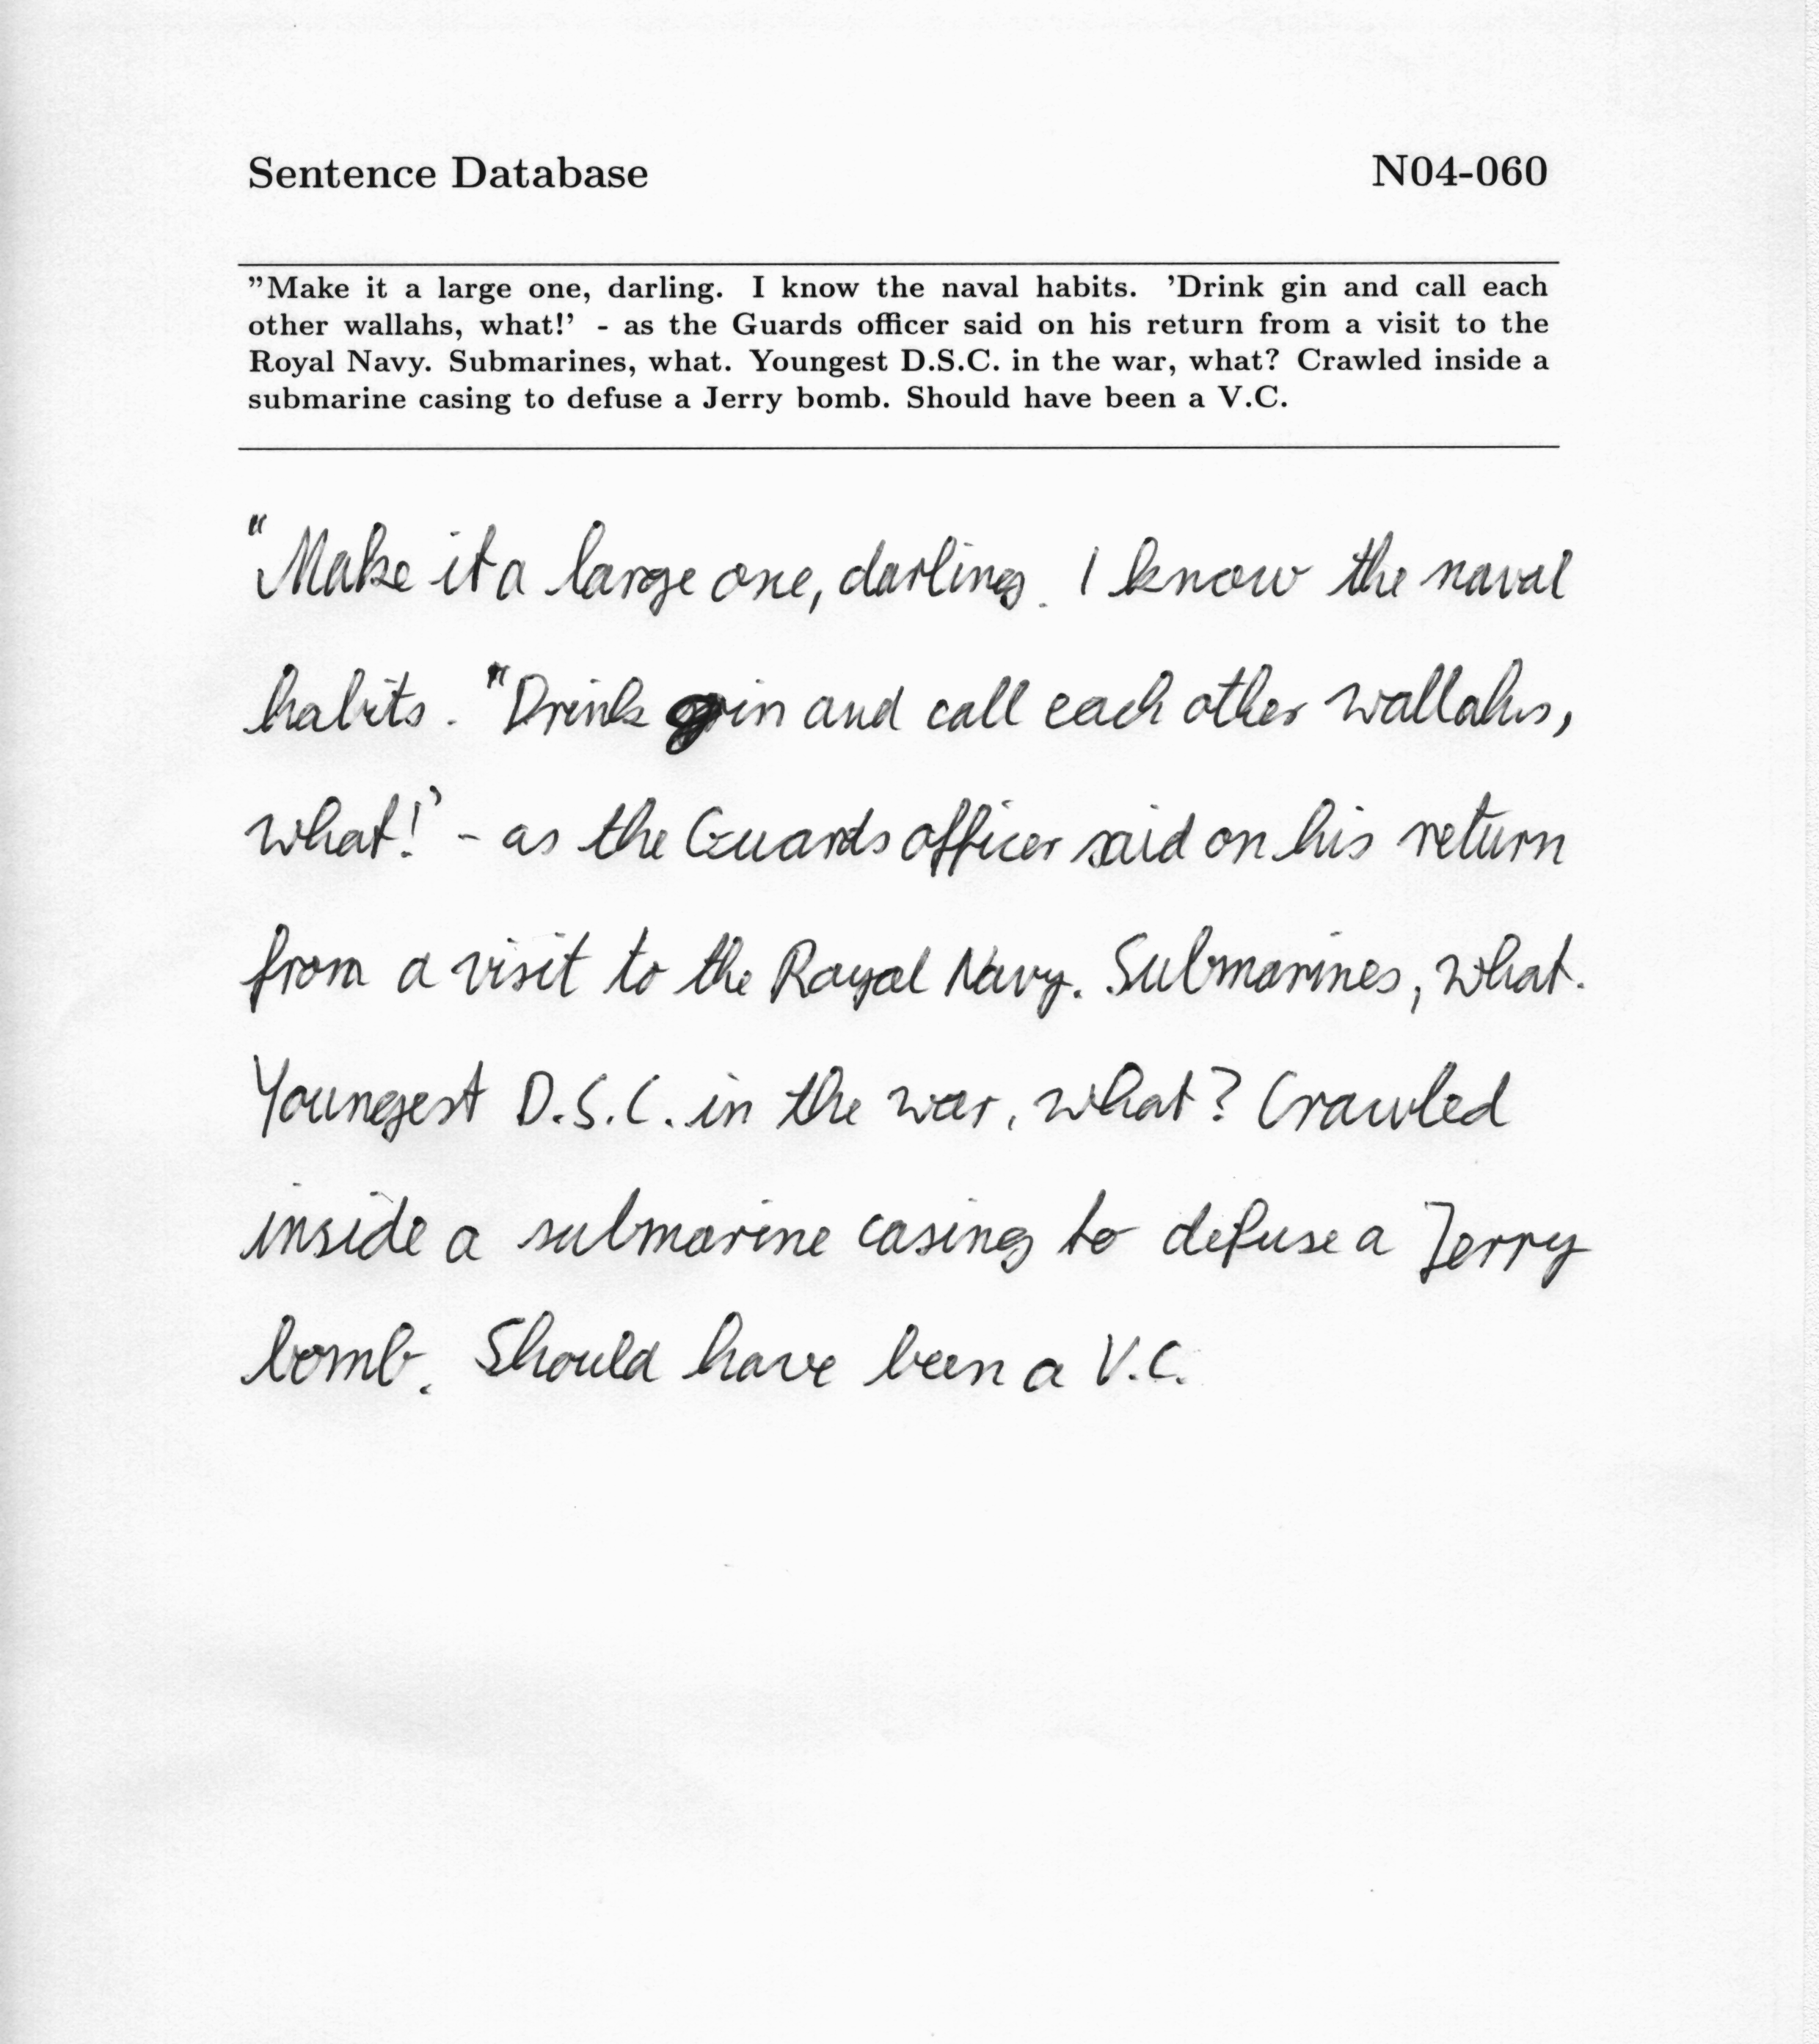 Sentence Database N04-060
"Make it a large one, darling. I know the naval habits. 'Drink gin and call each
other wallahs, what!' - as the Guards officer said on his return from a visit to the
Royal Navy. Submarines, what. Youngest D.S.C. in the war, what? Crawled inside a
submarine casing to defuse a Jerry bomb. Should have been a V.C.
"Make it a large one, darling. I know the naval
habits. "Drink gin and call each other wallahs,
what!' - as the Guards officer said on his return
from a visit to the Royal Navy. Submarines, what.
Youngest D.S.C. in the war, what? Crawled
inside a submarine casing to defuse a Jerry
bomb. Should have been a V.C.